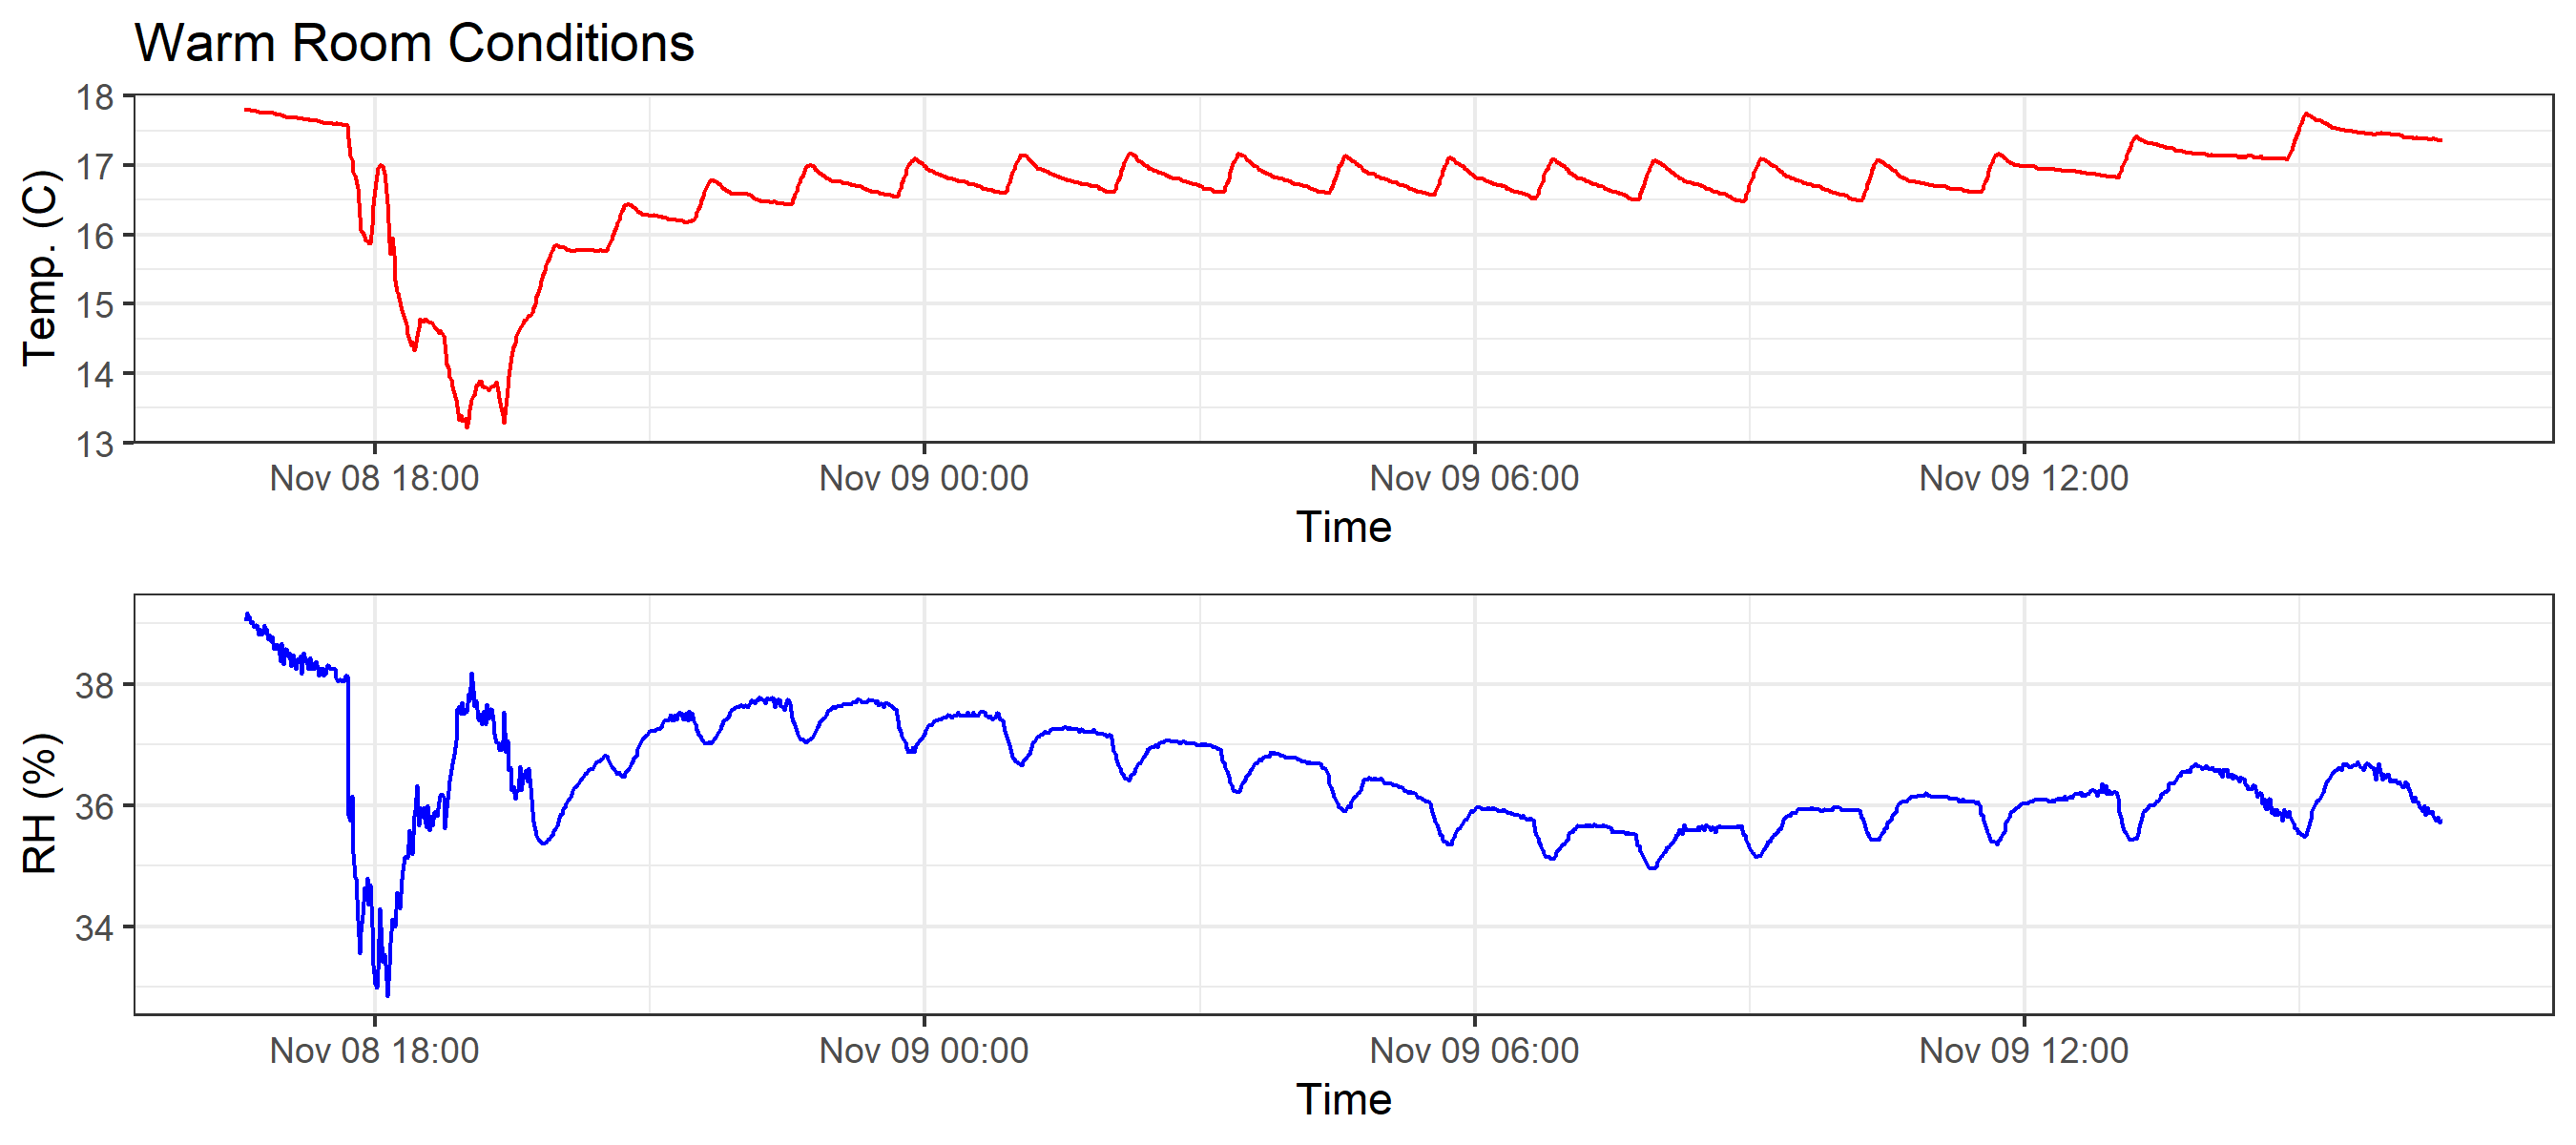 Warm Room Conditions
Temp. (C)
18
17
16
15
14
13
Nov 08 18:00 Nov 09 00:00 Nov 09 06:00 Nov 09 12:00
Time
RH (%)
38
36
34
Nov 08 18:00 Nov 09 00:00 Nov 09 06:00 Nov 09 12:00
Time